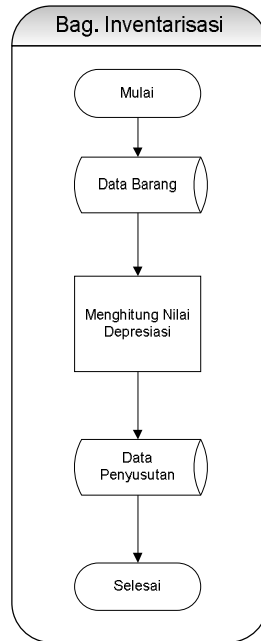 Bag. Inventarisasi
Mulai
Data Barang
Menghitung Nilai
Depresiasi
Data
Penyusutan
Selesai